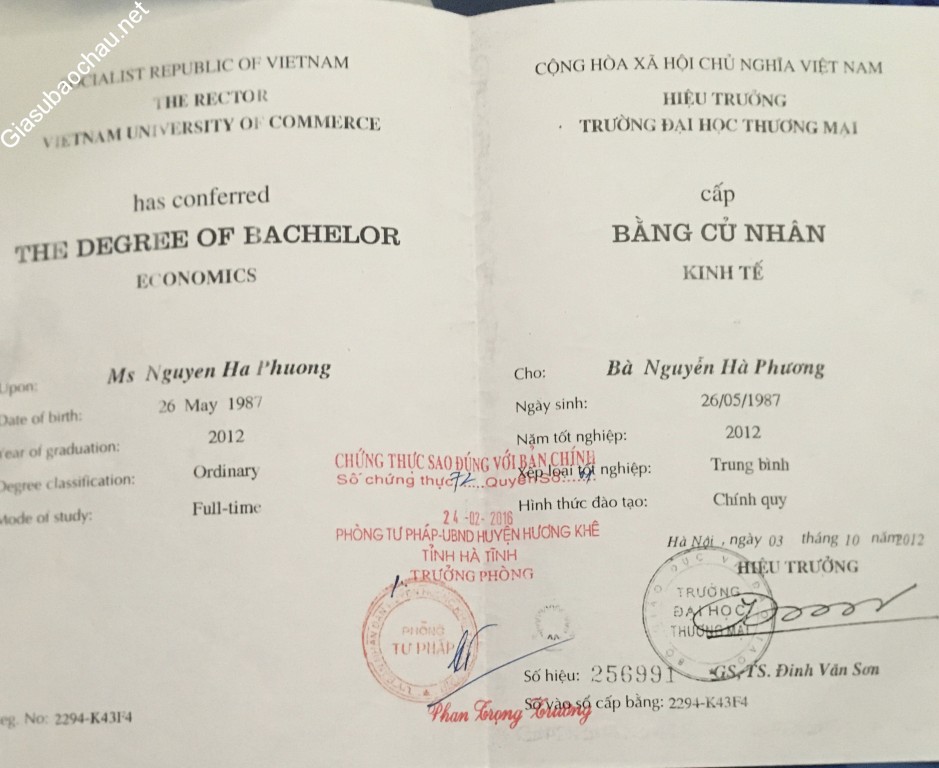 Giasubaochau.net
SOCIALIST REPUBLIC OF VIETNAM
THE RECTOR
VIETNAM UNIVERSITY OF COMMERCE
has conferred
THE DEGREE OF BACHELOR
ECONOMICS
Upon: Ms Nguyen Ha Phuong
Date of birth: 26 May 1987
Year of graduation: 2012
Degree classification: Ordinary
Mode of study: Full-time
Reg. No: 2294-K43F4
CỘNG HÒA XÃ HỘI CHỦ NGHĨA VIỆT NAM
HIỆU TRƯỞNG
TRƯỜNG ĐẠI HỌC THƯƠNG MẠI
cấp
BẰNG CỬ NHÂN
KINH TẾ
Cho: Bà Nguyễn Hà Phương
Ngày sinh: 26/05/1987
Năm tốt nghiệp: 2012
Xếp loại tốt nghiệp: Trung bình
Hình thức đào tạo: Chính quy
Hà Nội, ngày 03 tháng 10 năm 2012
HIỆU TRƯỞNG
TRƯỜNG
ĐẠI HỌC
THƯƠNG MẠI
GS, TS. Đinh Văn Sơn
Số hiệu: 256991
Số vào sổ cấp bằng: 2294-K43F4
CHỨNG THỰC SAO ĐÚNG VỚI BẢN CHÍNH
Số chứng thực 72 .....Quyển Số.....
24 -02- 2016
PHÒNG TƯ PHÁP-UBND HUYỆN HƯƠNG KHÊ
TỈNH HÀ TĨNH
TRƯỞNG PHÒNG
PHÒNG
TƯ PHÁP
Phan Trọng Trường